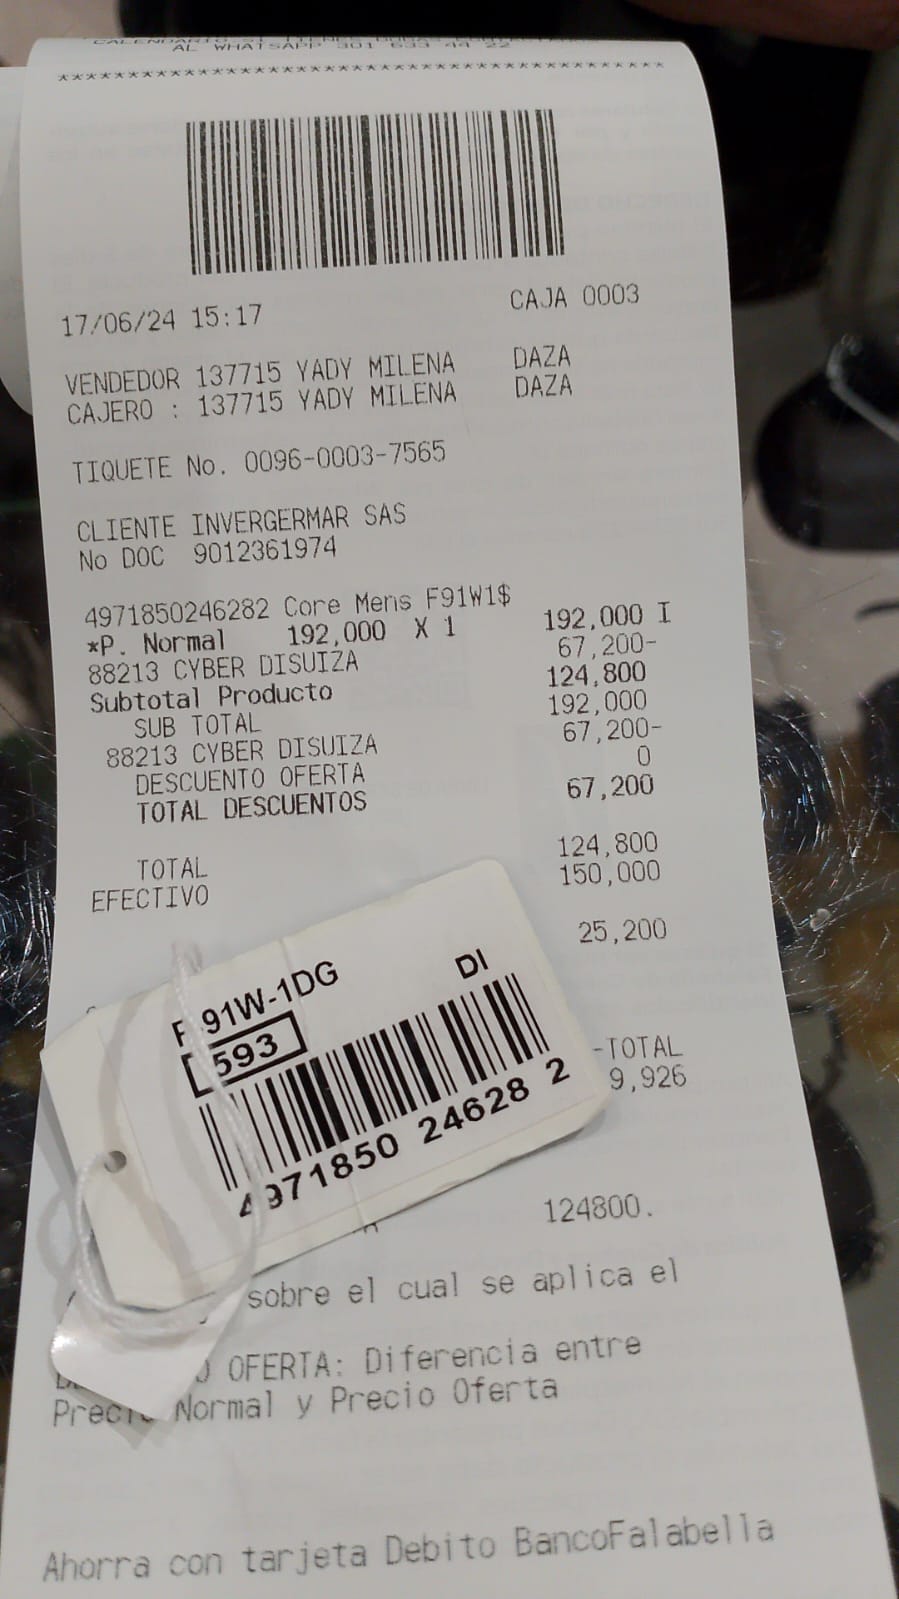 AL WHATSAPP 301 633 44 22
********************************************
17/06/24 15:17 CAJA 0003
VENDEDOR 137715 YADY MILENA DAZA
CAJERO : 137715 YADY MILENA DAZA
TIQUETE No. 0096-0003-7565
CLIENTE INVERGERMAR SAS
No DOC 9012361974
4971850246282 Core Mens F91W1$
*P. Normal 192,000 X 1 192,000 I
88213 CYBER DISUIZA 67,200-
Subtotal Producto 124,800
SUB TOTAL 192,000
88213 CYBER DISUIZA 67,200-
DESCUENTO OFERTA 0
TOTAL DESCUENTOS 67,200
TOTAL 124,800
EFECTIVO 150,000
25,200
F-91W-1DG DI
593
4971850 24628 2
-TOTAL
9,926
124800.
sobre el cual se aplica el
OFERTA: Diferencia entre
Precio Normal y Precio Oferta
Ahorra con tarjeta Debito BancoFalabella